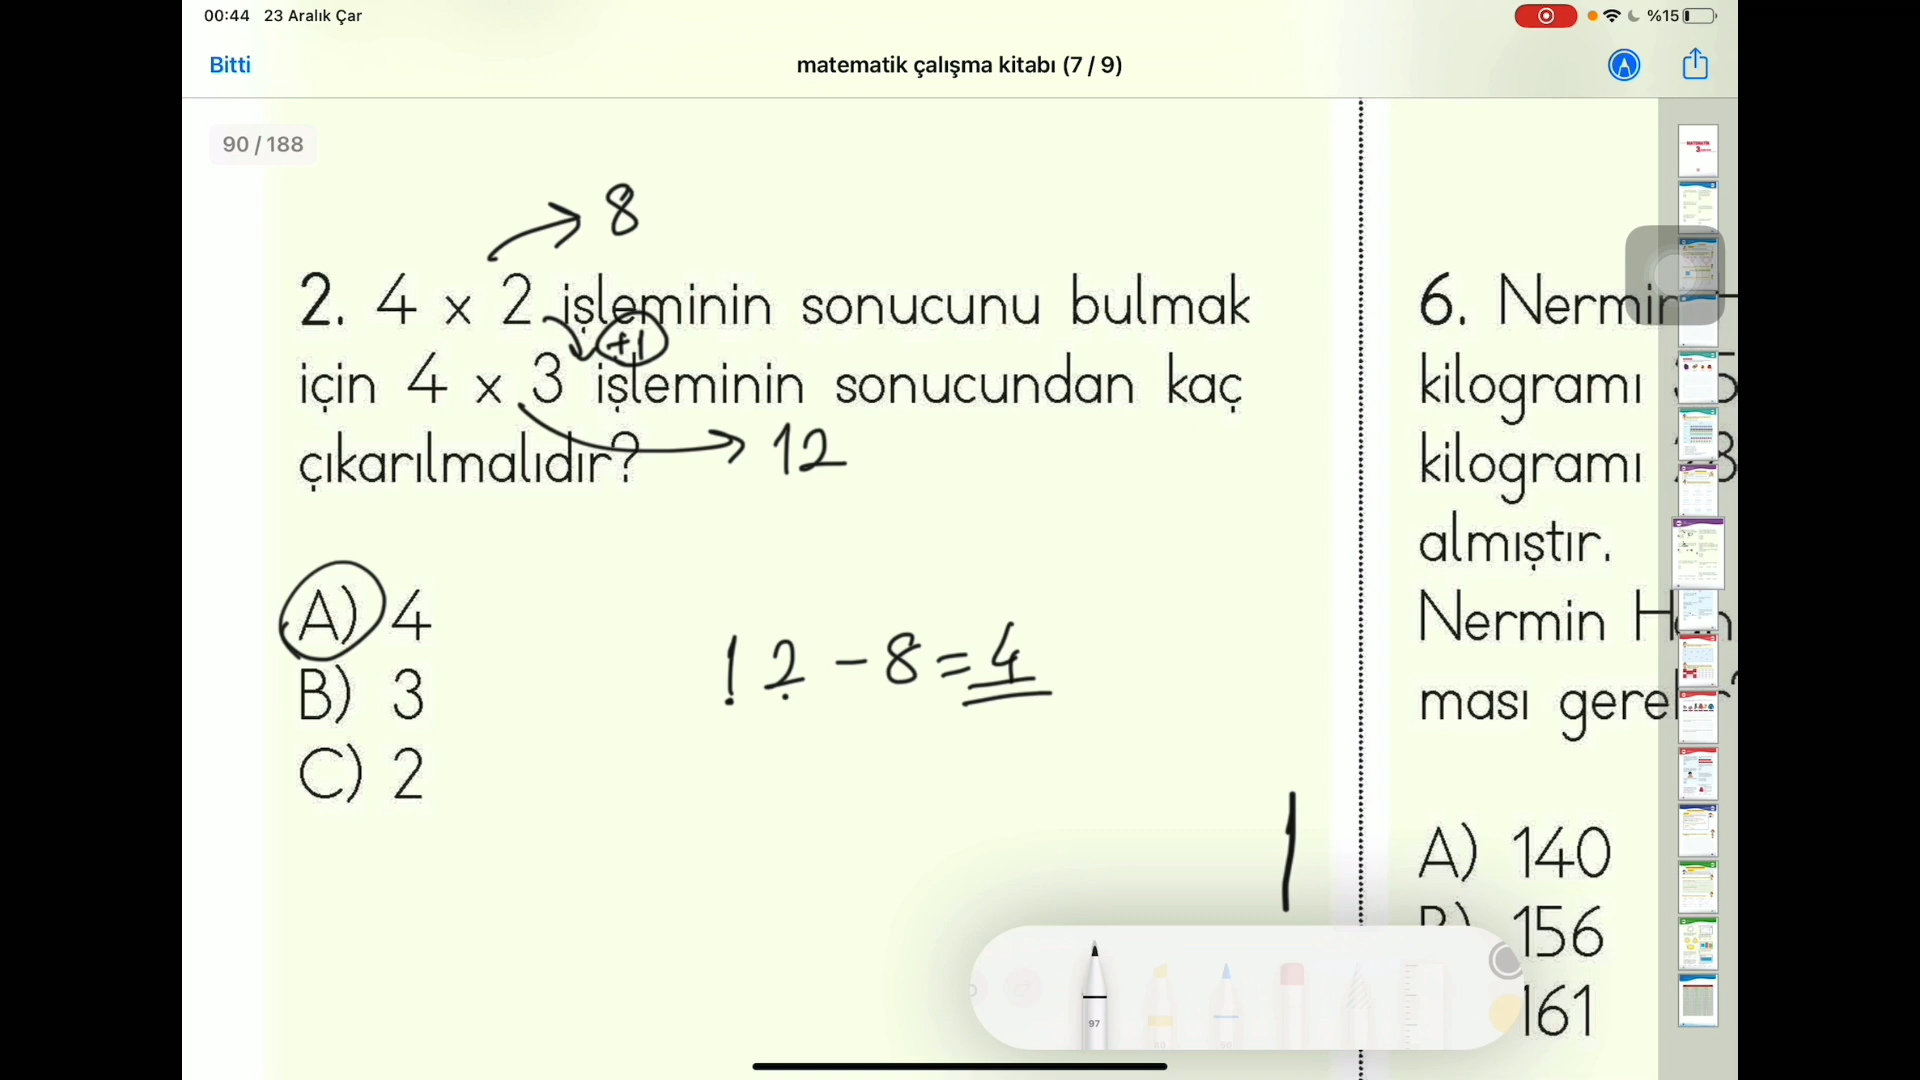 00:44 23 Aralık Çar
%15
Bitti
matematik çalışma kitabı (7 / 9)
90 / 188
8
2. 4 x 2 işleminin sonucunu bulmak
+1
için 4 x 3 işleminin sonucundan kaç
çıkarılmalıdır?
12
A) 4
B) 3
C) 2
12 - 8 = 4
6. Nermin
kilogramı
kilogramı
almıştır.
Nermin
ması
A) 140
B) 156
161
97